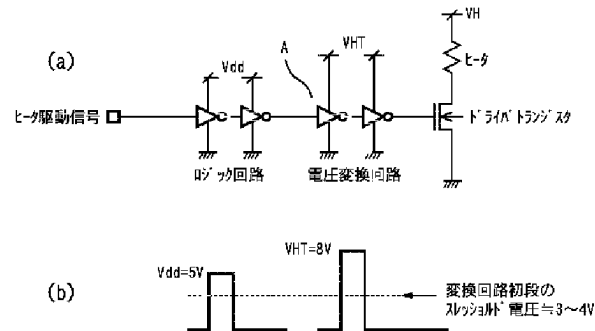 VH
(a)
A
Vdd
VHT
ヒータ
ヒータ駆動信号
ドライバトランジスタ
ロジック回路
電圧変換回路
(b)
Vdd=5V
VHT=8V
変換回路初段の
スレッショルド電圧≒3～4V